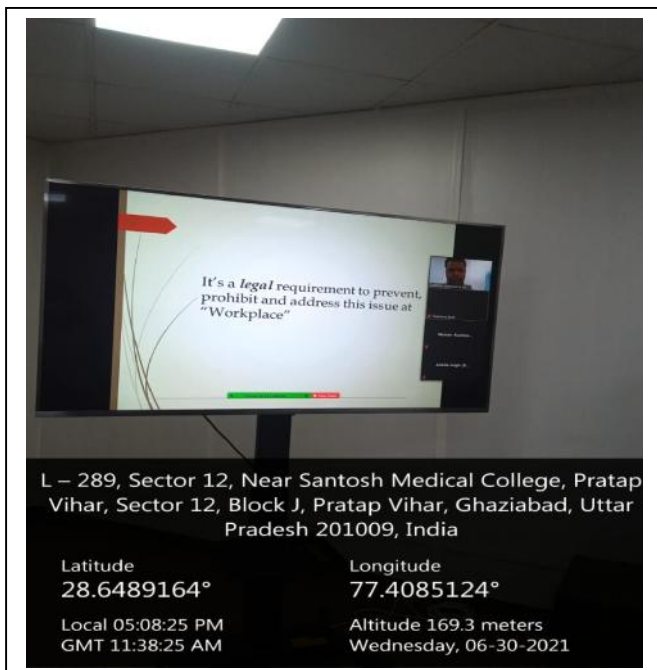 It's a legal requirement to prevent,
prohibit and address this issue at
"Workplace"
L – 289, Sector 12, Near Santosh Medical College, Pratap
Vihar, Sector 12, Block J, Pratap Vihar, Ghaziabad, Uttar
Pradesh 201009, India
Latitude
28.6489164°
Longitude
77.4085124°
Local 05:08:25 PM
GMT 11:38:25 AM
Altitude 169.3 meters
Wednesday, 06-30-2021